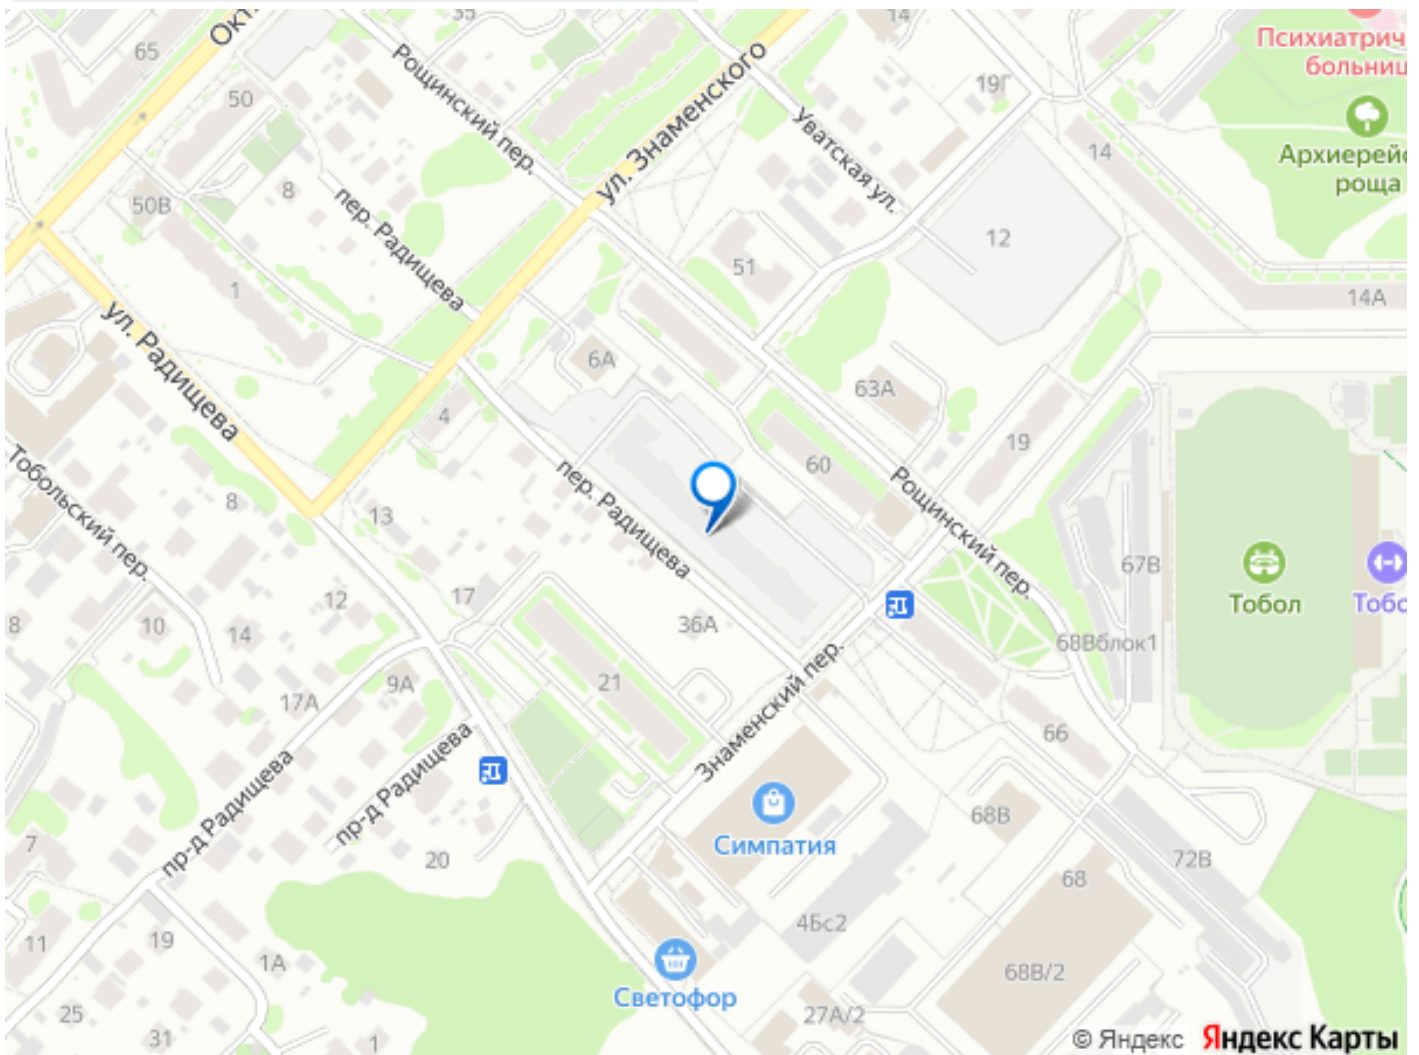 35
14
Окт
65
Психиатрич
больниц
Рощинский пер.
ул. Знаменского
19Г
50
Уватская ул.
14
Архиерейс
роща
8
50В
пер. Радищева
12
51
1
14А
ул. Радищева
6А
63А
4
19
60
Тобольский пер.
пер. Радищева
Рощинский пер.
8
13
67В
Тобол
Тобо
12
17
10
14
8
36А
68Вблок1
21
9А
17А
Знаменский пер.
66
пр-д Радищева
пр-д Радищева
68В
7
20
Симпатия
72В
68
4Бс2
11
19
1А
68В/2
Светофор
25
27А/2
31
1
© Яндекс Яндекс Карты